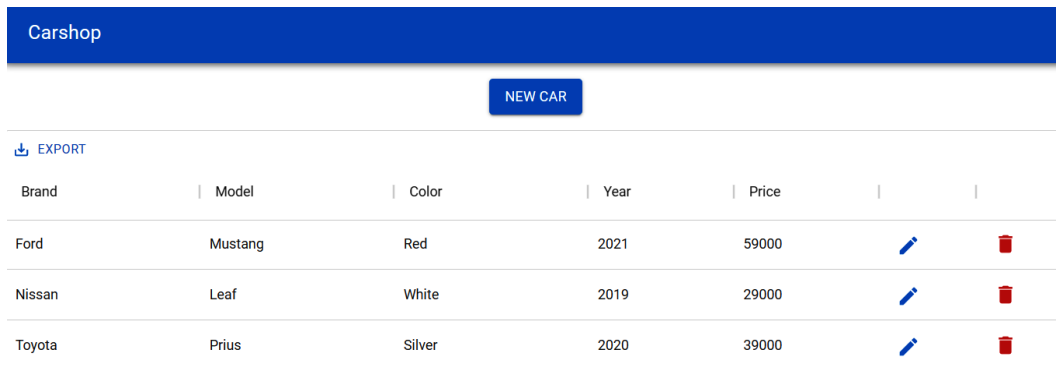 Carshop
NEW CAR
EXPORT
Brand Model Color Year Price
Ford Mustang Red 2021 59000
Nissan Leaf White 2019 29000
Toyota Prius Silver 2020 39000